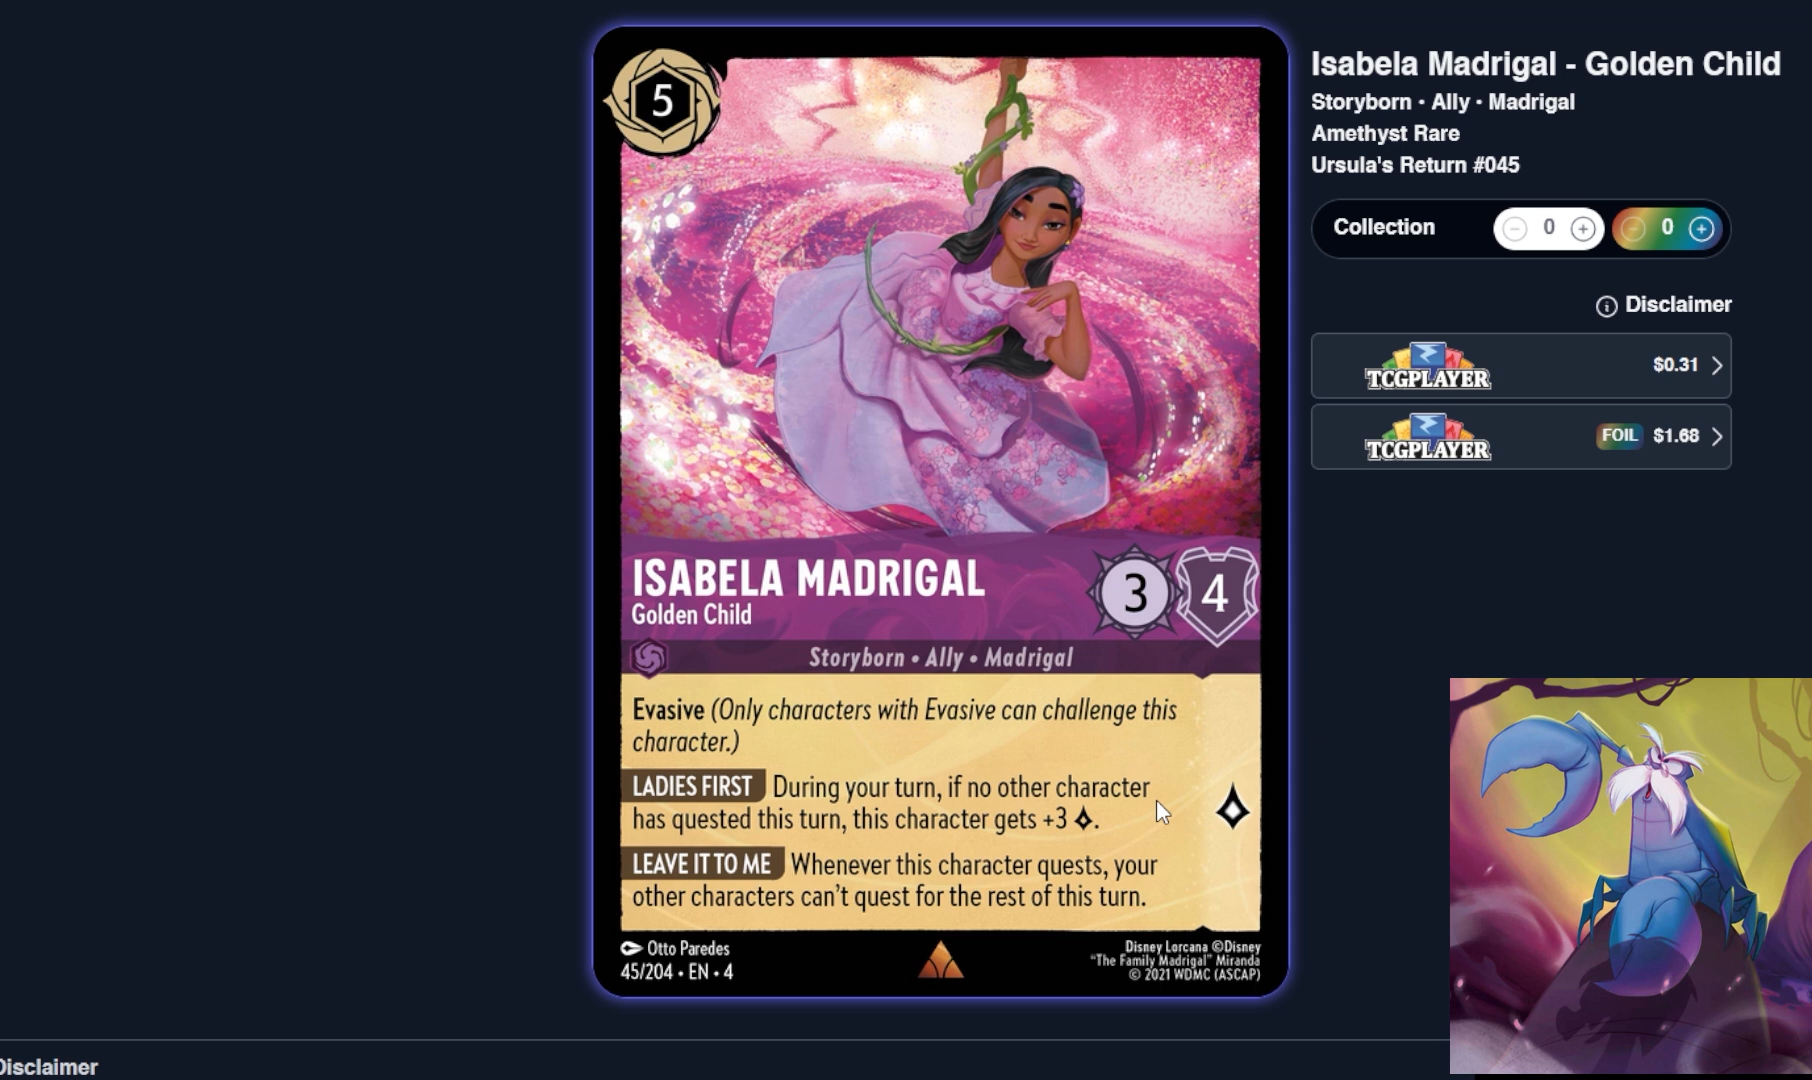 5
ISABELA MADRIGAL
Golden Child
3
4
Storyborn • Ally • Madrigal
Evasive (Only characters with Evasive can challenge this
character.)
LADIES FIRST During your turn, if no other character
has quested this turn, this character gets +3 .
LEAVE IT TO ME Whenever this character quests, your
other characters can't quest for the rest of this turn.
Otto Paredes
45/204 • EN • 4
Disney Lorcana ©Disney
"The Family Madrigal" Miranda
© 2021 WDMC (ASCAP)
Isabela Madrigal - Golden Child
Storyborn • Ally • Madrigal
Amethyst Rare
Ursula's Return #045
Collection 0 0
Disclaimer
TCGPLAYER $0.31
TCGPLAYER FOIL $1.68
Disclaimer